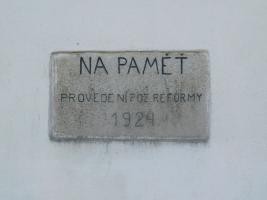 NA PAMĚŤ
PROVEDENÍ POZ. REFORMY
1924